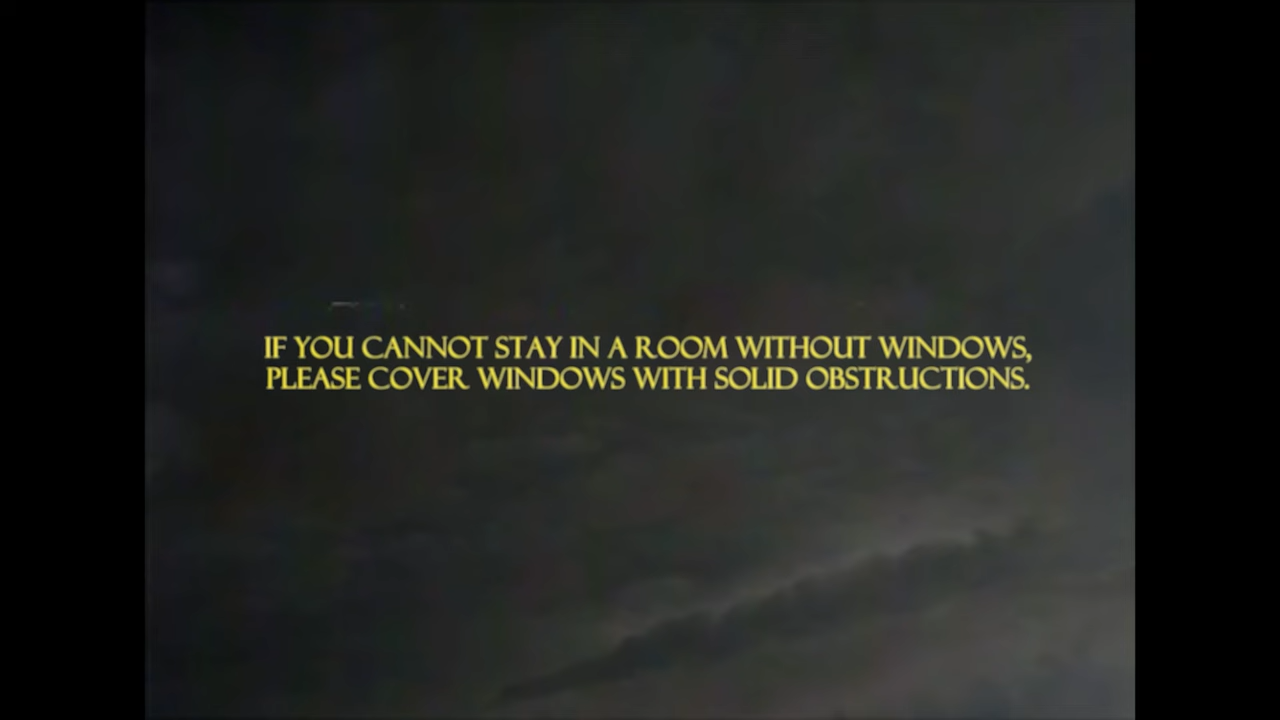 IF YOU CANNOT STAY IN A ROOM WITHOUT WINDOWS,
PLEASE COVER WINDOWS WITH SOLID OBSTRUCTIONS.